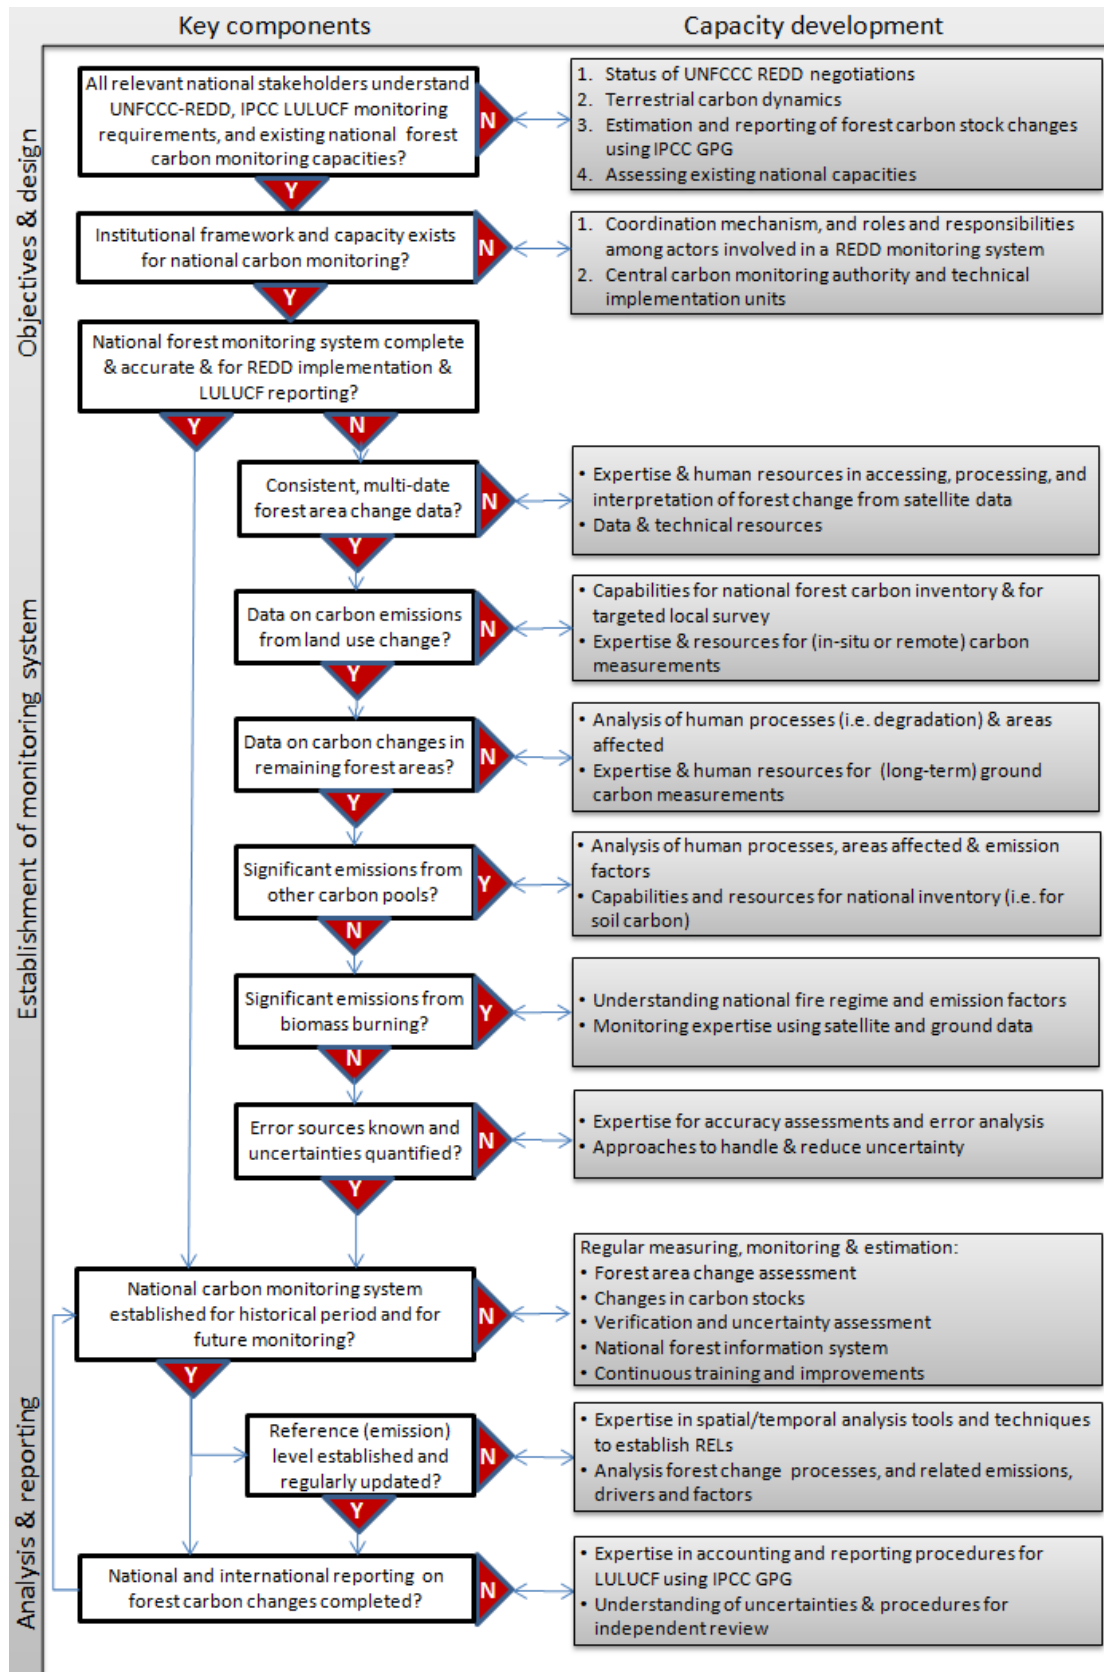 Key components
Capacity development
Objectives & design
All relevant national stakeholders understand
UNFCCC-REDD, IPCC LULUCF monitoring
requirements, and existing national forest
carbon monitoring capacities?
N
Y
1. Status of UNFCCC REDD negotiations
2. Terrestrial carbon dynamics
3. Estimation and reporting of forest carbon stock changes
using IPCC GPG
4. Assessing existing national capacities
Institutional framework and capacity exists
for national carbon monitoring?
N
Y
1. Coordination mechanism, and roles and responsibilities
among actors involved in a REDD monitoring system
2. Central carbon monitoring authority and technical
implementation units
National forest monitoring system complete
& accurate & for REDD implementation &
LULUCF reporting?
Y
N
Establishment of monitoring system
Consistent, multi-date
forest area change data?
N
Y
• Expertise & human resources in accessing, processing, and
interpretation of forest change from satellite data
• Data & technical resources
Data on carbon emissions
from land use change?
N
Y
• Capabilities for national forest carbon inventory & for
targeted local survey
• Expertise & resources for (in-situ or remote) carbon
measurements
Data on carbon changes in
remaining forest areas?
N
Y
• Analysis of human processes (i.e. degradation) & areas
affected
• Expertise & human resources for (long-term) ground
carbon measurements
Significant emissions from
other carbon pools?
Y
N
• Analysis of human processes, areas affected & emission
factors
• Capabilities and resources for national inventory (i.e. for
soil carbon)
Significant emissions from
biomass burning?
Y
N
• Understanding national fire regime and emission factors
• Monitoring expertise using satellite and ground data
Error sources known and
uncertainties quantified?
N
Y
• Expertise for accuracy assessments and error analysis
• Approaches to handle & reduce uncertainty
National carbon monitoring system
established for historical period and for
future monitoring?
N
Y
Regular measuring, monitoring & estimation:
• Forest area change assessment
• Changes in carbon stocks
• Verification and uncertainty assessment
• National forest information system
• Continuous training and improvements
Analysis & reporting
Reference (emission)
level established and
regularly updated?
N
Y
• Expertise in spatial/temporal analysis tools and techniques
to establish RELs
• Analysis forest change processes, and related emissions,
drivers and factors
National and international reporting on
forest carbon changes completed?
N
• Expertise in accounting and reporting procedures for
LULUCF using IPCC GPG
• Understanding of uncertainties & procedures for
independent review